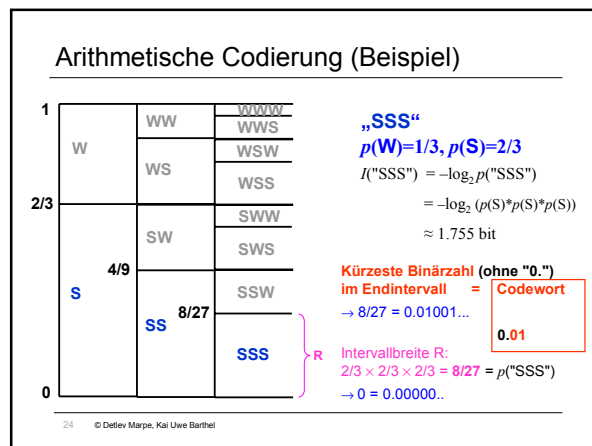 Arithmetische Codierung (Beispiel)
1
2/3
4/9
8/27
0
W
S
WW
WS
SW
SS
WWW
WWS
WSW
WSS
SWW
SWS
SSW
SSS
R
„SSS“
p(W)=1/3, p(S)=2/3
I("SSS") = –log2 p("SSS")
= –log2 (p(S)*p(S)*p(S))
≈ 1.755 bit
Kürzeste Binärzahl (ohne "0.")
im Endintervall = Codewort
→ 8/27 = 0.01001...
0.01
Intervallbreite R:
2/3 × 2/3 × 2/3 = 8/27 = p("SSS")
→ 0 = 0.00000..
24 © Detlev Marpe, Kai Uwe Barthel